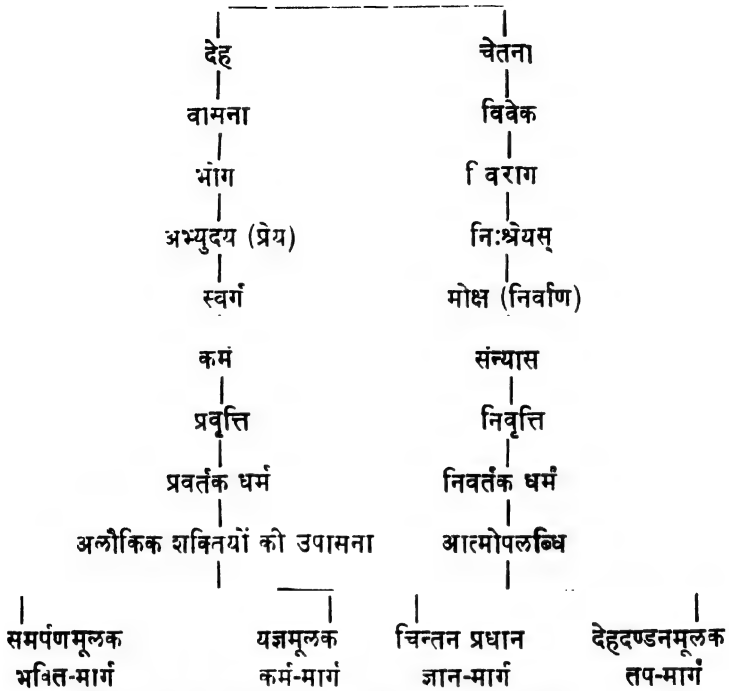 देह चेतना
वासना विवेक
भोग विराग
अभ्युदय (प्रेय) निःश्रेयस्
स्वर्ग मोक्ष (निर्वाण)
कर्म संन्यास
प्रवृत्ति निवृत्ति
प्रवर्तक धर्म निवर्तक धर्म
अलौकिक शक्तियों की उपासना आत्मोपलब्धि
समर्पणमूलक यज्ञमूलक चिन्तन प्रधान देहदण्डनमूलक
भक्ति-मार्ग कर्म-मार्ग ज्ञान-मार्ग तप-मार्ग